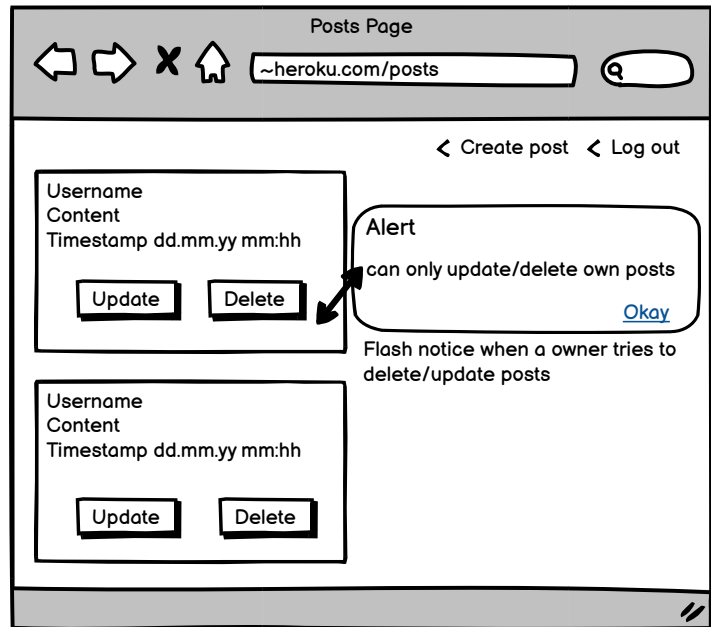 Posts Page
~heroku.com/posts
Create post
Log out
Username
Content
Timestamp dd.mm.yy mm:hh
Update
Delete
Alert
can only update/delete own posts
Okay
Flash notice when a owner tries to
delete/update posts
Username
Content
Timestamp dd.mm.yy mm:hh
Update
Delete